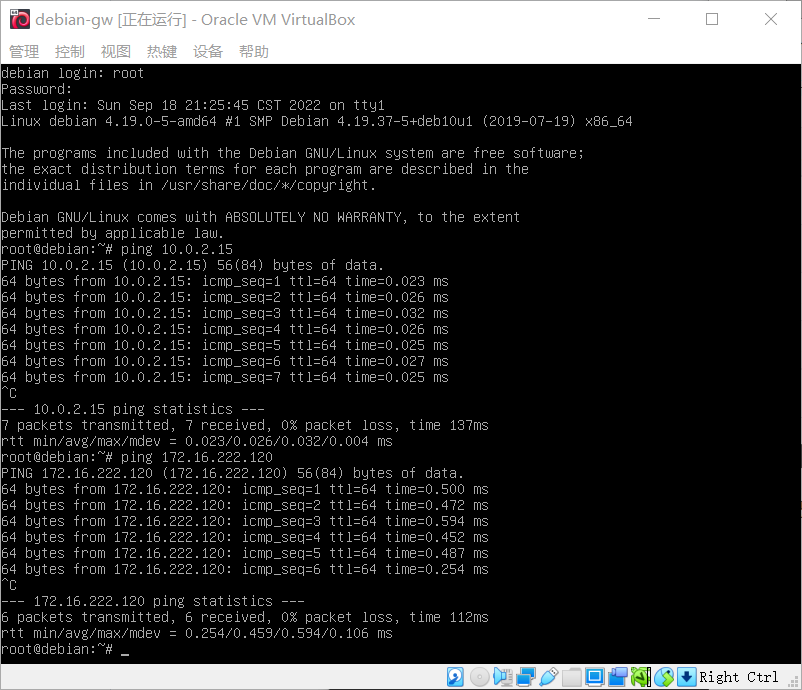 debian-gw [正在运行] - Oracle VM VirtualBox
管理 控制 视图 热键 设备 帮助
debian login: root
Password:
Last login: Sun Sep 18 21:25:45 CST 2022 on tty1
Linux debian 4.19.0-5-amd64 #1 SMP Debian 4.19.37-5+deb10u1 (2019-07-19) x86_64
The programs included with the Debian GNU/Linux system are free software;
the exact distribution terms for each program are described in the
individual files in /usr/share/doc/*/copyright.
Debian GNU/Linux comes with ABSOLUTELY NO WARRANTY, to the extent
permitted by applicable law.
root@debian:~# ping 10.0.2.15
PING 10.0.2.15 (10.0.2.15) 56(84) bytes of data.
64 bytes from 10.0.2.15: icmp_seq=1 ttl=64 time=0.023 ms
64 bytes from 10.0.2.15: icmp_seq=2 ttl=64 time=0.026 ms
64 bytes from 10.0.2.15: icmp_seq=3 ttl=64 time=0.032 ms
64 bytes from 10.0.2.15: icmp_seq=4 ttl=64 time=0.026 ms
64 bytes from 10.0.2.15: icmp_seq=5 ttl=64 time=0.025 ms
64 bytes from 10.0.2.15: icmp_seq=6 ttl=64 time=0.027 ms
64 bytes from 10.0.2.15: icmp_seq=7 ttl=64 time=0.025 ms
^C
--- 10.0.2.15 ping statistics ---
7 packets transmitted, 7 received, 0% packet loss, time 137ms
rtt min/avg/max/mdev = 0.023/0.026/0.032/0.004 ms
root@debian:~# ping 172.16.222.120
PING 172.16.222.120 (172.16.222.120) 56(84) bytes of data.
64 bytes from 172.16.222.120: icmp_seq=1 ttl=64 time=0.500 ms
64 bytes from 172.16.222.120: icmp_seq=2 ttl=64 time=0.472 ms
64 bytes from 172.16.222.120: icmp_seq=3 ttl=64 time=0.594 ms
64 bytes from 172.16.222.120: icmp_seq=4 ttl=64 time=0.452 ms
64 bytes from 172.16.222.120: icmp_seq=5 ttl=64 time=0.487 ms
64 bytes from 172.16.222.120: icmp_seq=6 ttl=64 time=0.254 ms
^C
--- 172.16.222.120 ping statistics ---
6 packets transmitted, 6 received, 0% packet loss, time 112ms
rtt min/avg/max/mdev = 0.254/0.459/0.594/0.106 ms
root@debian:~# _
Right Ctrl